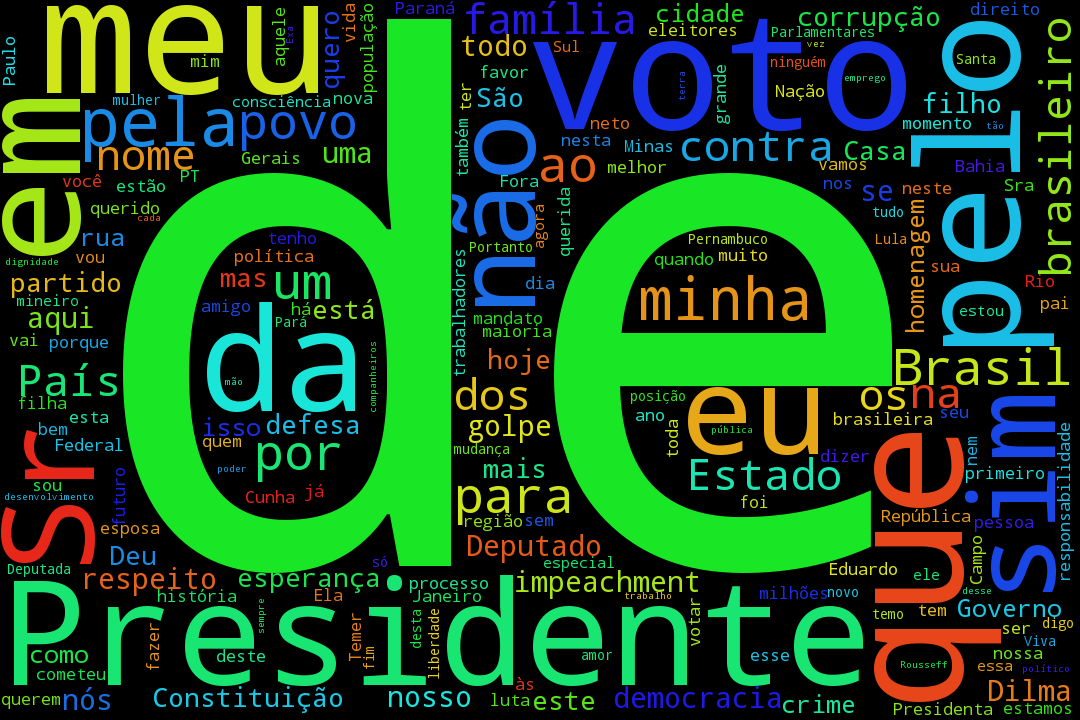 meu
em
Paulo
mim
aquele
Exa
quero
vida
população
Paraná
família
todo
eleitores
cidade
corrupção
direito
Sul
favor
Parlamentares
vez
ninguém
emprego
Santa
voto
terra
grande
Nação
São
filho
pelo
brasileiro
mulher
consciência
nova
pela
povo
nome
Gerais
uma
também
ter
não
neto
nesta
ao
Minas
contra
melhor
Casa
momento
tão
vamos
Bahia
você
estão
PT
querido
cada
Fora
nos
se
neste
Sra
tudo
rua
vou
dignidade
tenho
política
Portanto
agora
querida
Pernambuco
quando
muito
Lula
homenagem
sua
Rio
partido
mas
um
de
trabalhadores
dia
minha
pai
estou
mineiro
aqui
amigo
há
está
Pará
mandato
maioria
vai
porque
da
mão
companheiros
hoje
Brasil
País
filha
esta
bem
Federal
isso
defesa
quem
por
poder
dos
golpe
mudança
mais
posição
ano
toda
pública
eu
os
na
brasileira
seu
dizer
nem
primeiro
sim
responsabilidade
sr
sou
desenvolvimento
futuro
Cunha
já
para
Estado
foi
região
sem
República
pessoa
que
esposa
Deu
Deputado
especial
Deputada
respeito
esperança
só
processo
impeachment
Eduardo
ele
Campo
desse
história
sempre
Ela
Janeiro
trabalho
milhões
novo
Presidente
fazer
Temer
fim
desta
liberdade
votar
temo
tem
Governo
ser
digo
Viva
como
cometeu
deste
amor
esse
Rousseff
nossa
essa
político
querem
nós
Constituição
nosso
às
luta
este
democracia
crime
Dilma
Presidenta
estamos